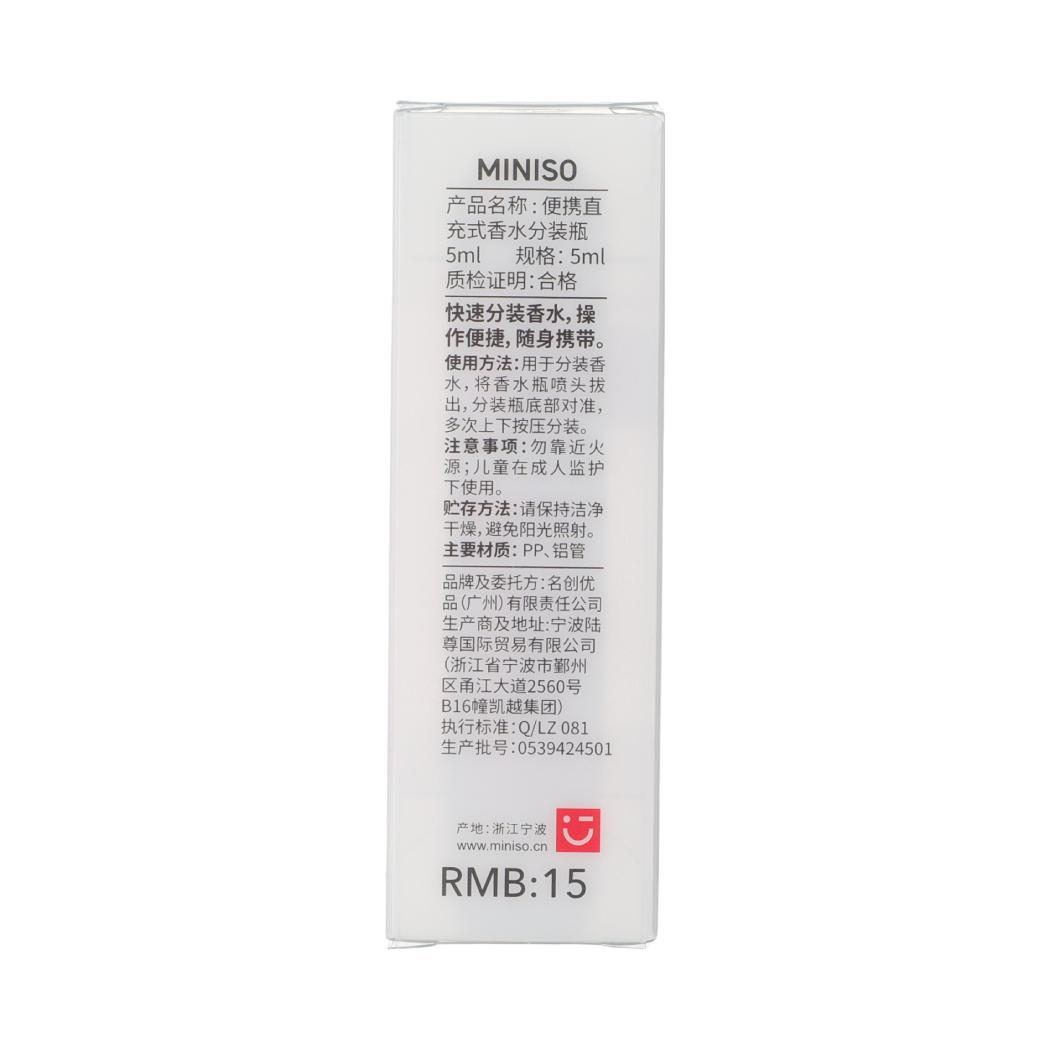 MINISO
产品名称：便携直
充式香水分装瓶
5ml 规格：5ml
质检证明：合格
快速分装香水，操
作便捷，随身携带。
使用方法：用于分装香
水，将香水瓶喷头拔
出，分装瓶底部对准，
多次上下按压分装。
注意事项：勿靠近火
源；儿童在成人监护
下使用。
贮存方法：请保持洁净
干燥，避免阳光照射。
主要材质：PP、铝管
品牌及委托方：名创优
品（广州）有限责任公司
生产商及地址:宁波陆
尊国际贸易有限公司
（浙江省宁波市鄞州
区甬江大道2560号
B16幢凯越集团）
执行标准：Q/LZ 081
生产批号：0539424501
产地：浙江宁波
www.miniso.cn
RMB:15